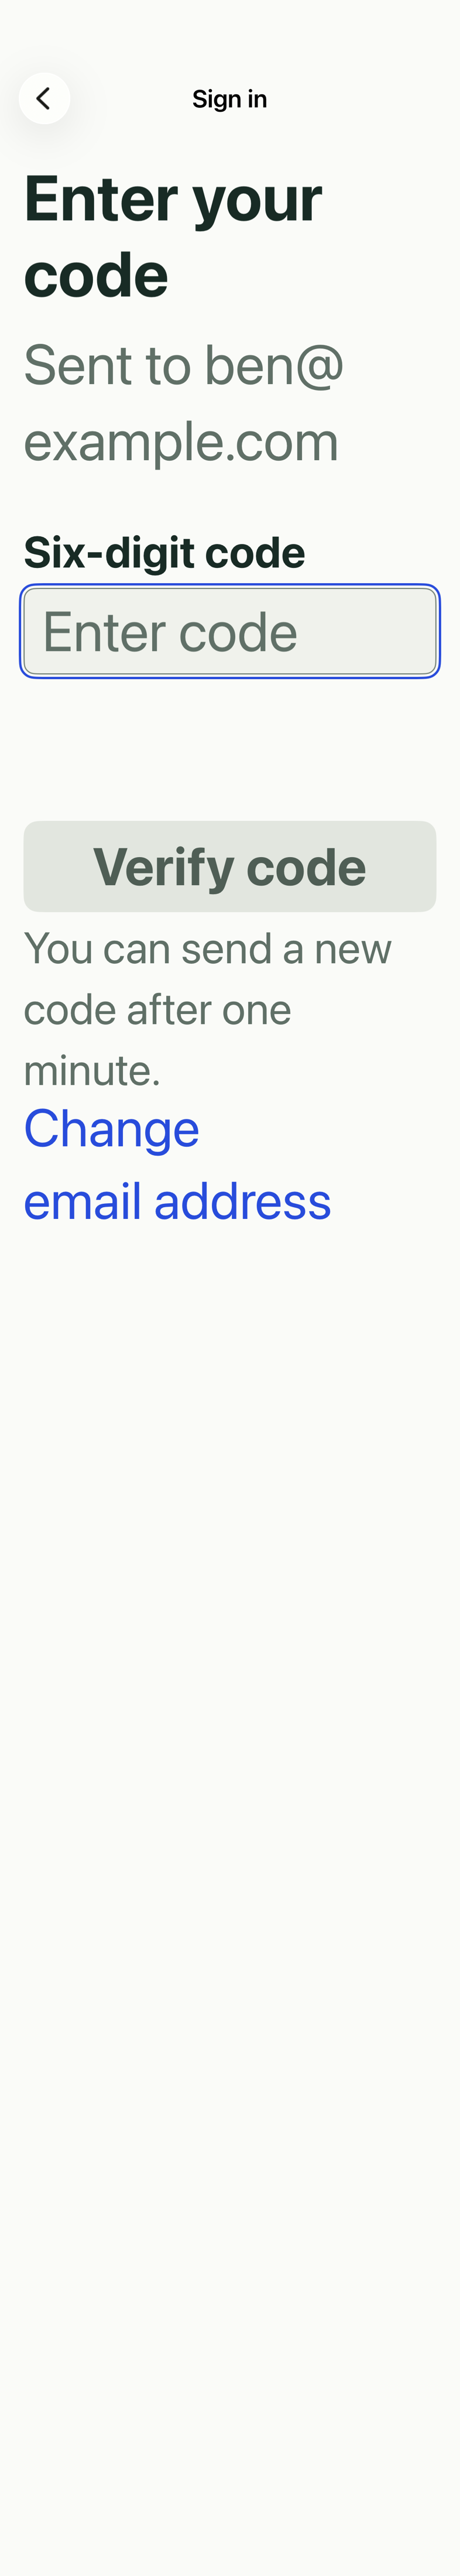 Sign in
Enter your
code
Sent to ben@
example.com
Six-digit code
Enter code
Verify code
You can send a new
code after one
minute.
Change
email address